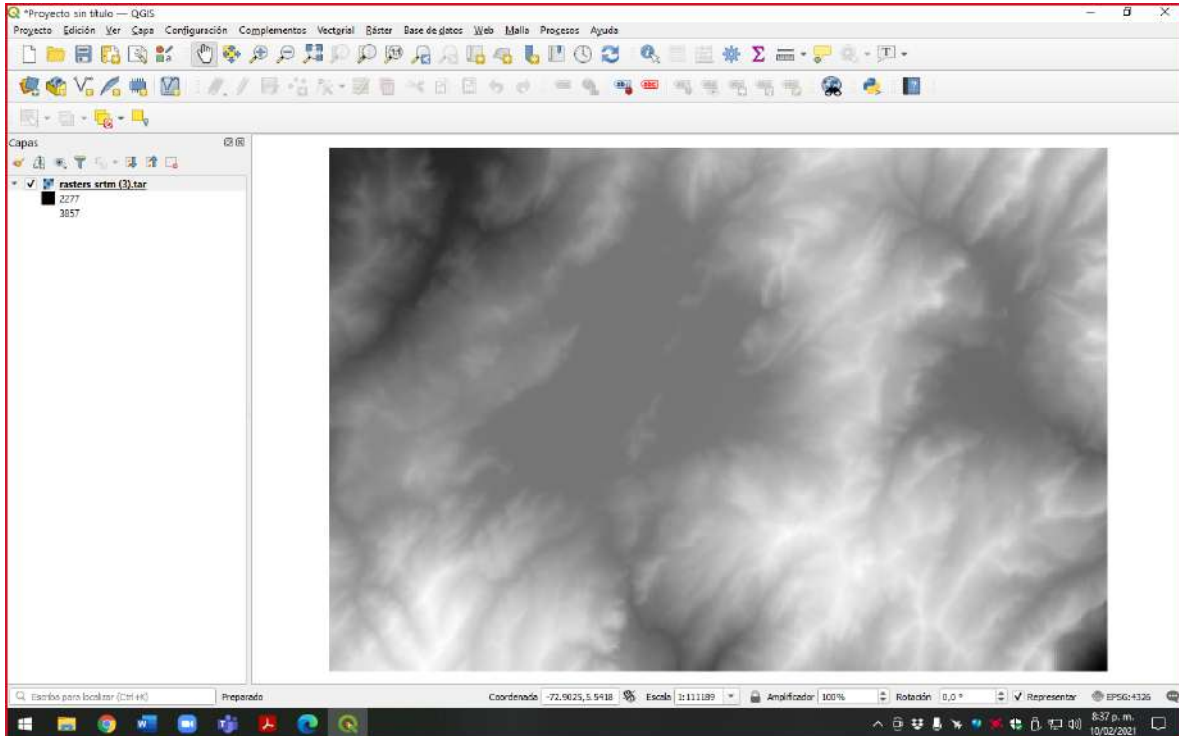 *Proyecto sin título — QGIS
Proyecto Edición Ver Capa Configuración Complementos Vectorial Ráster Base de datos Web Malla Procesos Ayuda
Capas
rasters srtm (3).tar
2277
3857
Escriba para localizar (Ctrl+K) Preparado Coordenada -72.9025,5.5418 Escala 1:111189 Amplificador 100% Rotación 0,0 ° Representar EPSG:4326
8:37 p. m.
10/02/2021